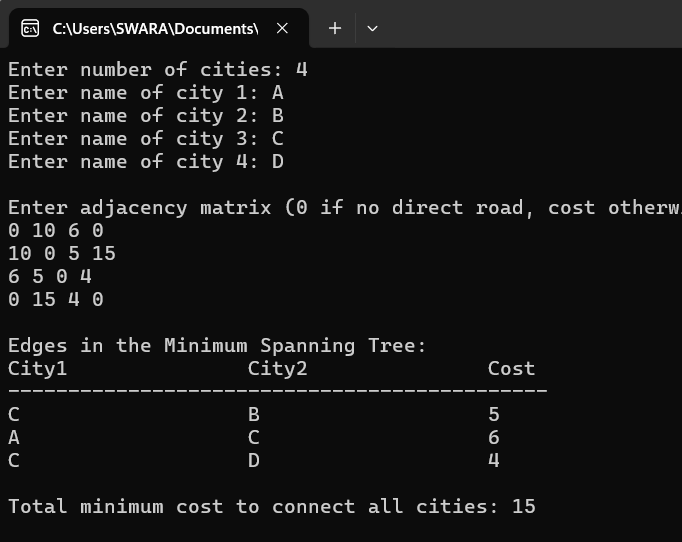 C:\Users\SWARA\Documents\
Enter number of cities: 4
Enter name of city 1: A
Enter name of city 2: B
Enter name of city 3: C
Enter name of city 4: D
Enter adjacency matrix (0 if no direct road, cost otherw
0 10 6 0
10 0 5 15
6 5 0 4
0 15 4 0
Edges in the Minimum Spanning Tree:
City1 City2 Cost
---------------------------------------------
C B 5
A C 6
C D 4
Total minimum cost to connect all cities: 15